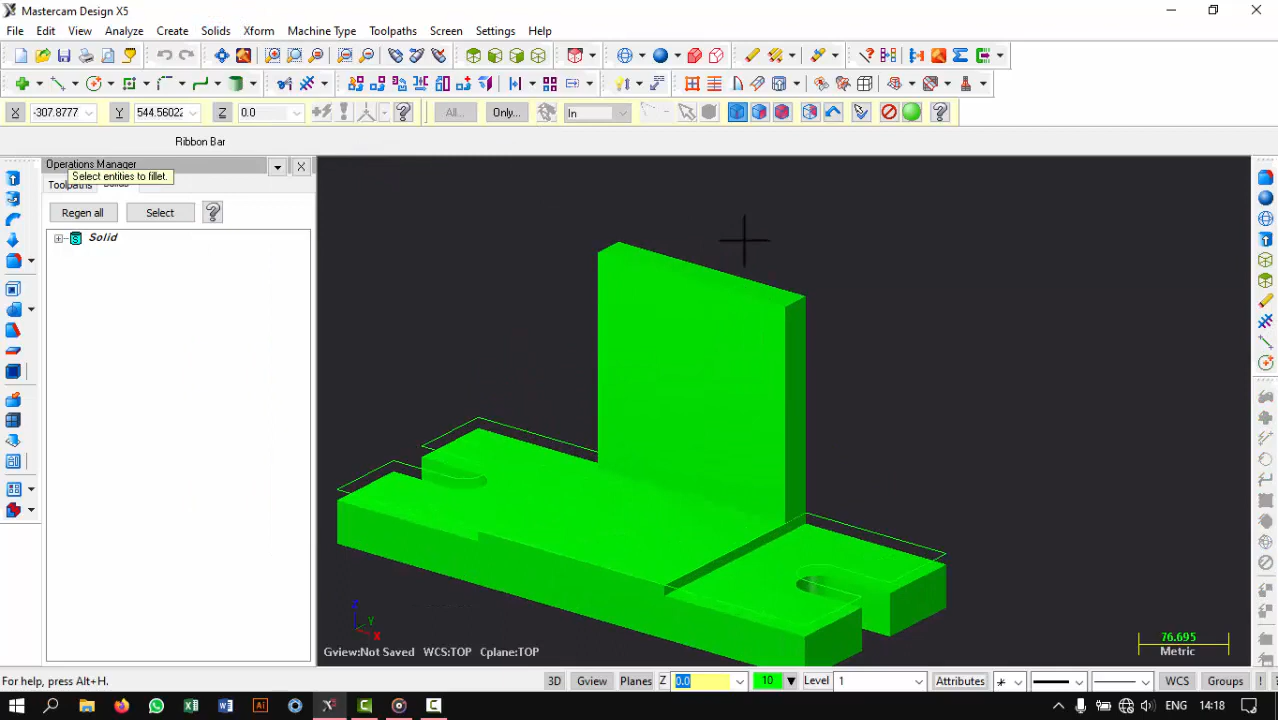 Mastercam Design X5
File Edit View Analyze Create Solids Xform Machine Type Toolpaths Screen Settings Help
X -307.8777 Y 544.56022 Z 0.0 All... Only... In
Ribbon Bar
Operations Manager
Select entities to fillet.
Toolpaths
Regen all Select
Solid
Z
Y
X
76.695
Metric
Gview:Not Saved WCS:TOP Cplane:TOP
For help, press Alt+H. 3D Gview Planes Z 0.0 10 Level 1 Attributes WCS Groups ! ?
ENG 14:18